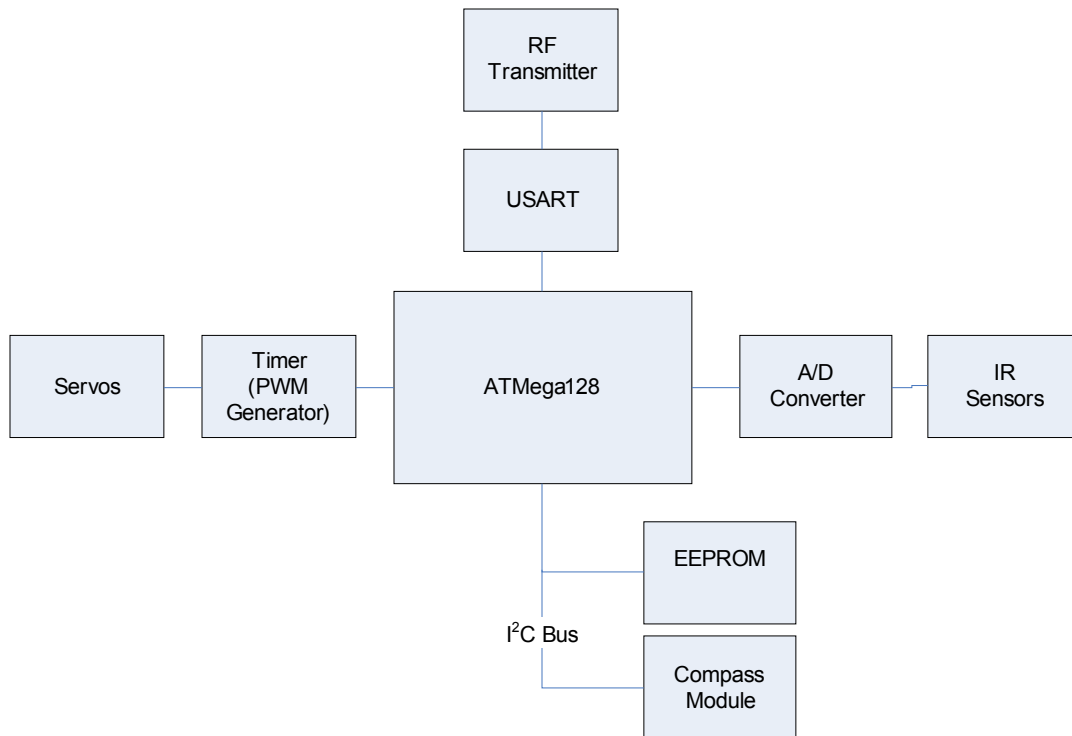 RF
Transmitter
USART
Servos
Timer
(PWM
Generator)
ATMega128
A/D
Converter
IR
Sensors
EEPROM
I²C Bus
Compass
Module